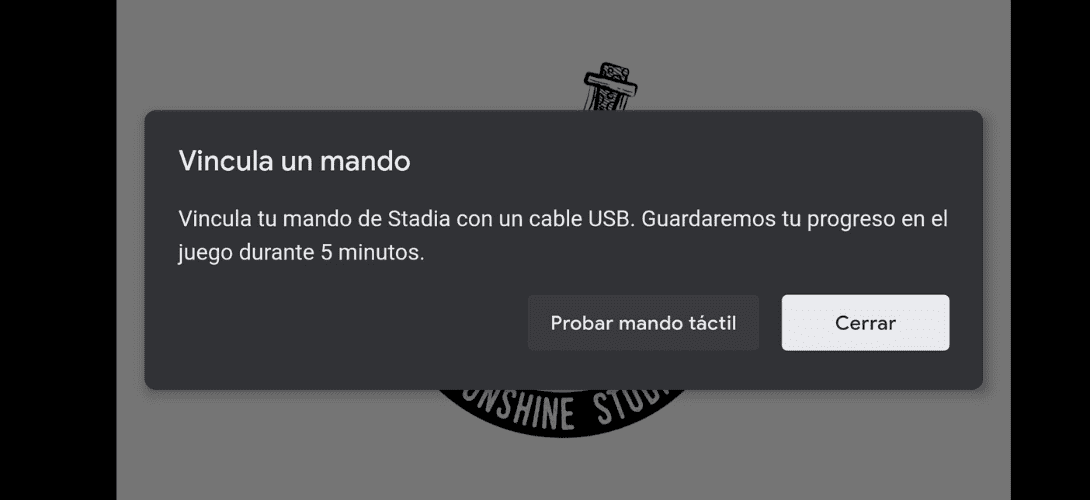 Vincula un mando
Vincula tu mando de Stadia con un cable USB. Guardaremos tu progreso en el
juego durante 5 minutos.
Probar mando táctil
Cerrar